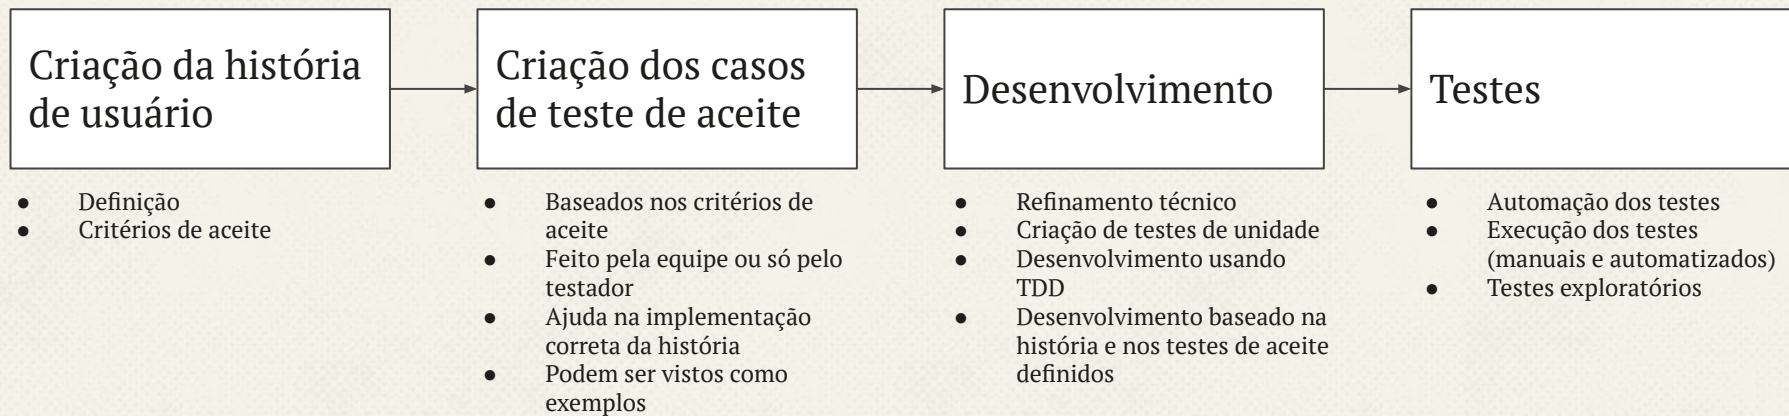 Criação da história
de usuário
● Definição
● Critérios de aceite
Criação dos casos
de teste de aceite
● Baseados nos critérios de
aceite
● Feito pela equipe ou só pelo
testador
● Ajuda na implementação
correta da história
● Podem ser vistos como
exemplos
Desenvolvimento
● Refinamento técnico
● Criação de testes de unidade
● Desenvolvimento usando
TDD
● Desenvolvimento baseado na
história e nos testes de aceite
definidos
Testes
● Automação dos testes
● Execução dos testes
(manuais e automatizados)
● Testes exploratórios